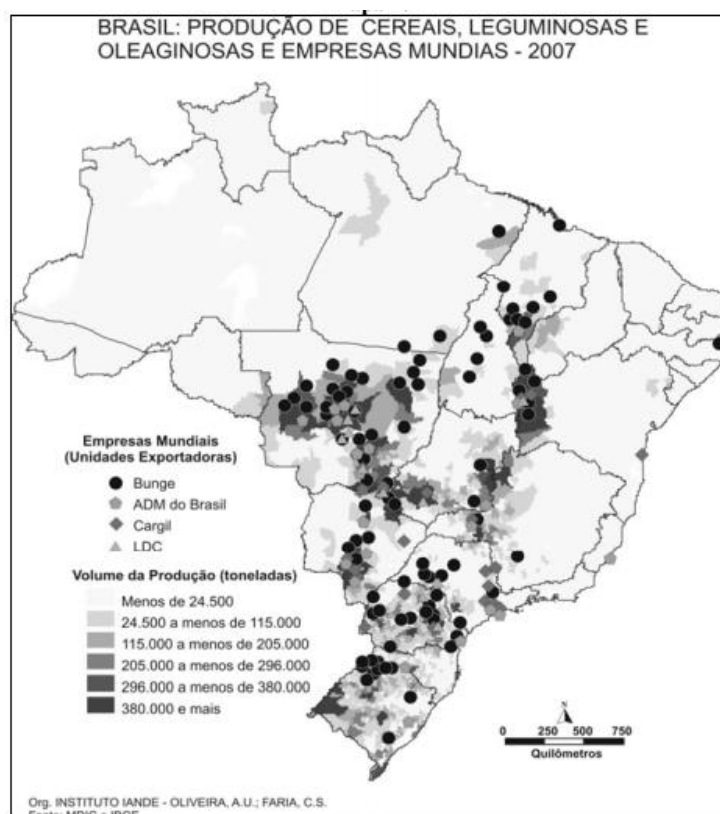 BRASIL: PRODUÇÃO DE CEREAIS, LEGUMINOSAS E
OLEAGINOSAS E EMPRESAS MUNDIAS - 2007
Empresas Mundiais
(Unidades Exportadoras)
Bunge
ADM do Brasil
Cargil
LDC
Volume da Produção (toneladas)
Menos de 24.500
24.500 a menos de 115.000
115.000 a menos de 205.000
205.000 a menos de 296.000
296.000 a menos de 380.000
380.000 e mais
N
0 250 500 750
Quilômetros
Org. INSTITUTO IANDE - OLIVEIRA, A.U.; FARIA, C.S.